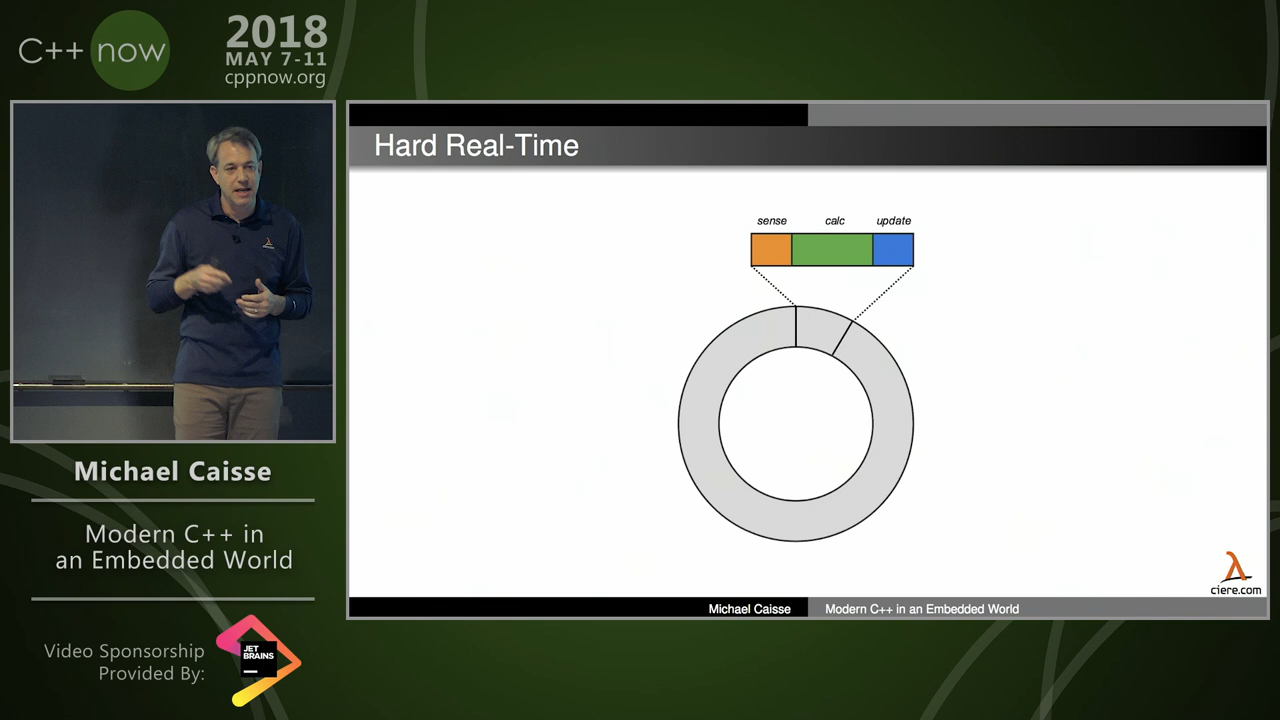 C++ now
2018
MAY 7-11
cppnow.org
Hard Real-Time
sense calc update
ciere.com
Michael Caisse Modern C++ in an Embedded World
Michael Caisse
Modern C++ in
an Embedded World
Video Sponsorship
Provided By:
JET
BRAINS